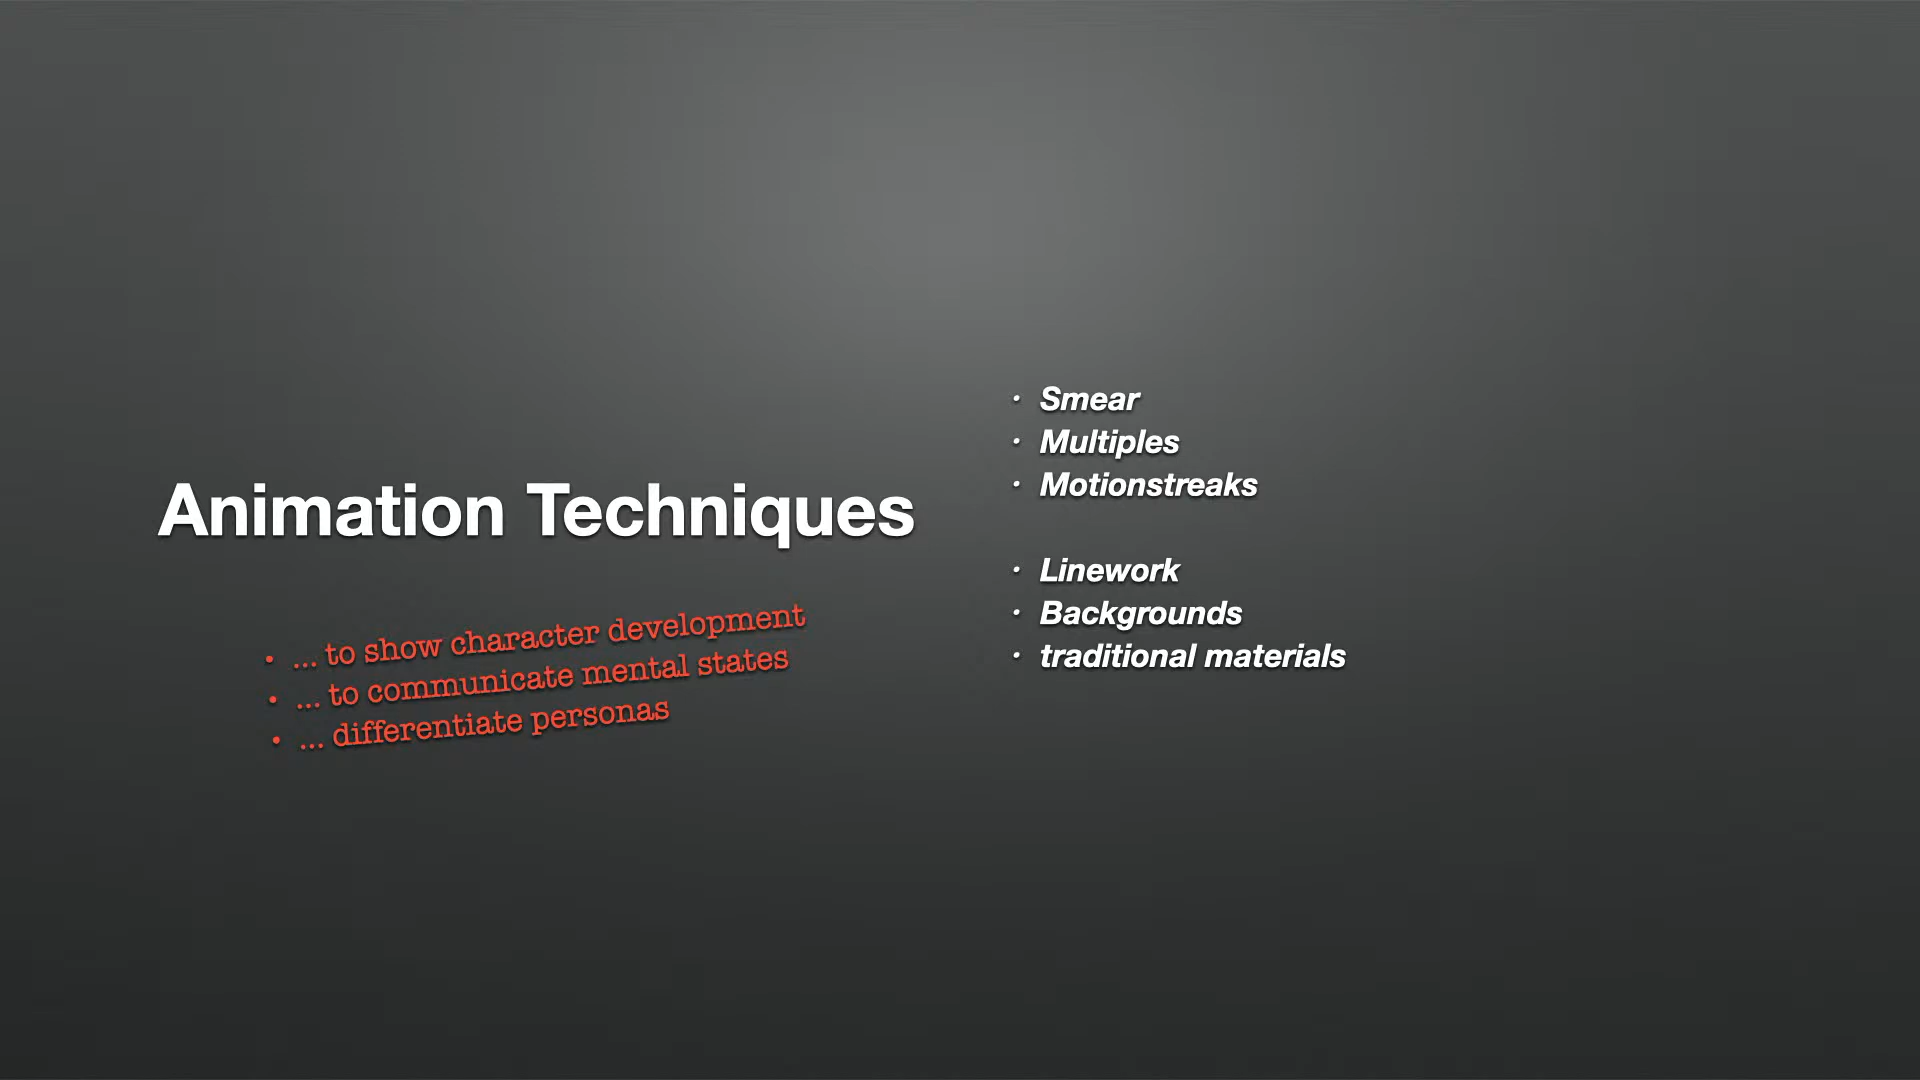 Animation Techniques
• ... to show character development
• ... to communicate mental states
• ... differentiate personas
• Smear
• Multiples
• Motionstreaks
• Linework
• Backgrounds
• traditional materials